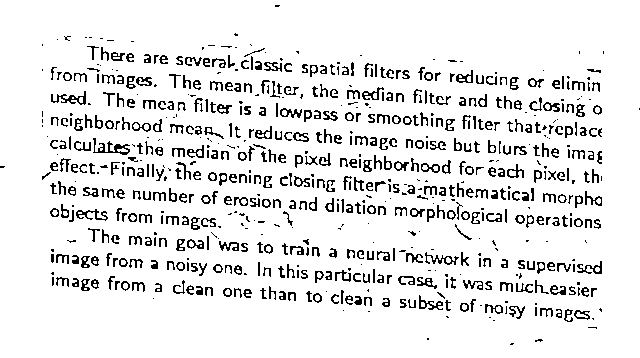 There are several classic spatial filters for reducing or elimin
from images. The mean filter, the median filter and the closing o
used. The mean filter is a lowpass or smoothing filter that replace
neighborhood mean. It reduces the image noise but blurs the imag
calculates the median of the pixel neighborhood for each pixel, th
effect. Finally, the opening closing filter is a mathematical morpho
the same number of erosion and dilation morphological operations
objects from images.
The main goal was to train a neural network in a supervised
image from a noisy one. In this particular case, it was much easier
image from a clean one than to clean a subset of noisy images.